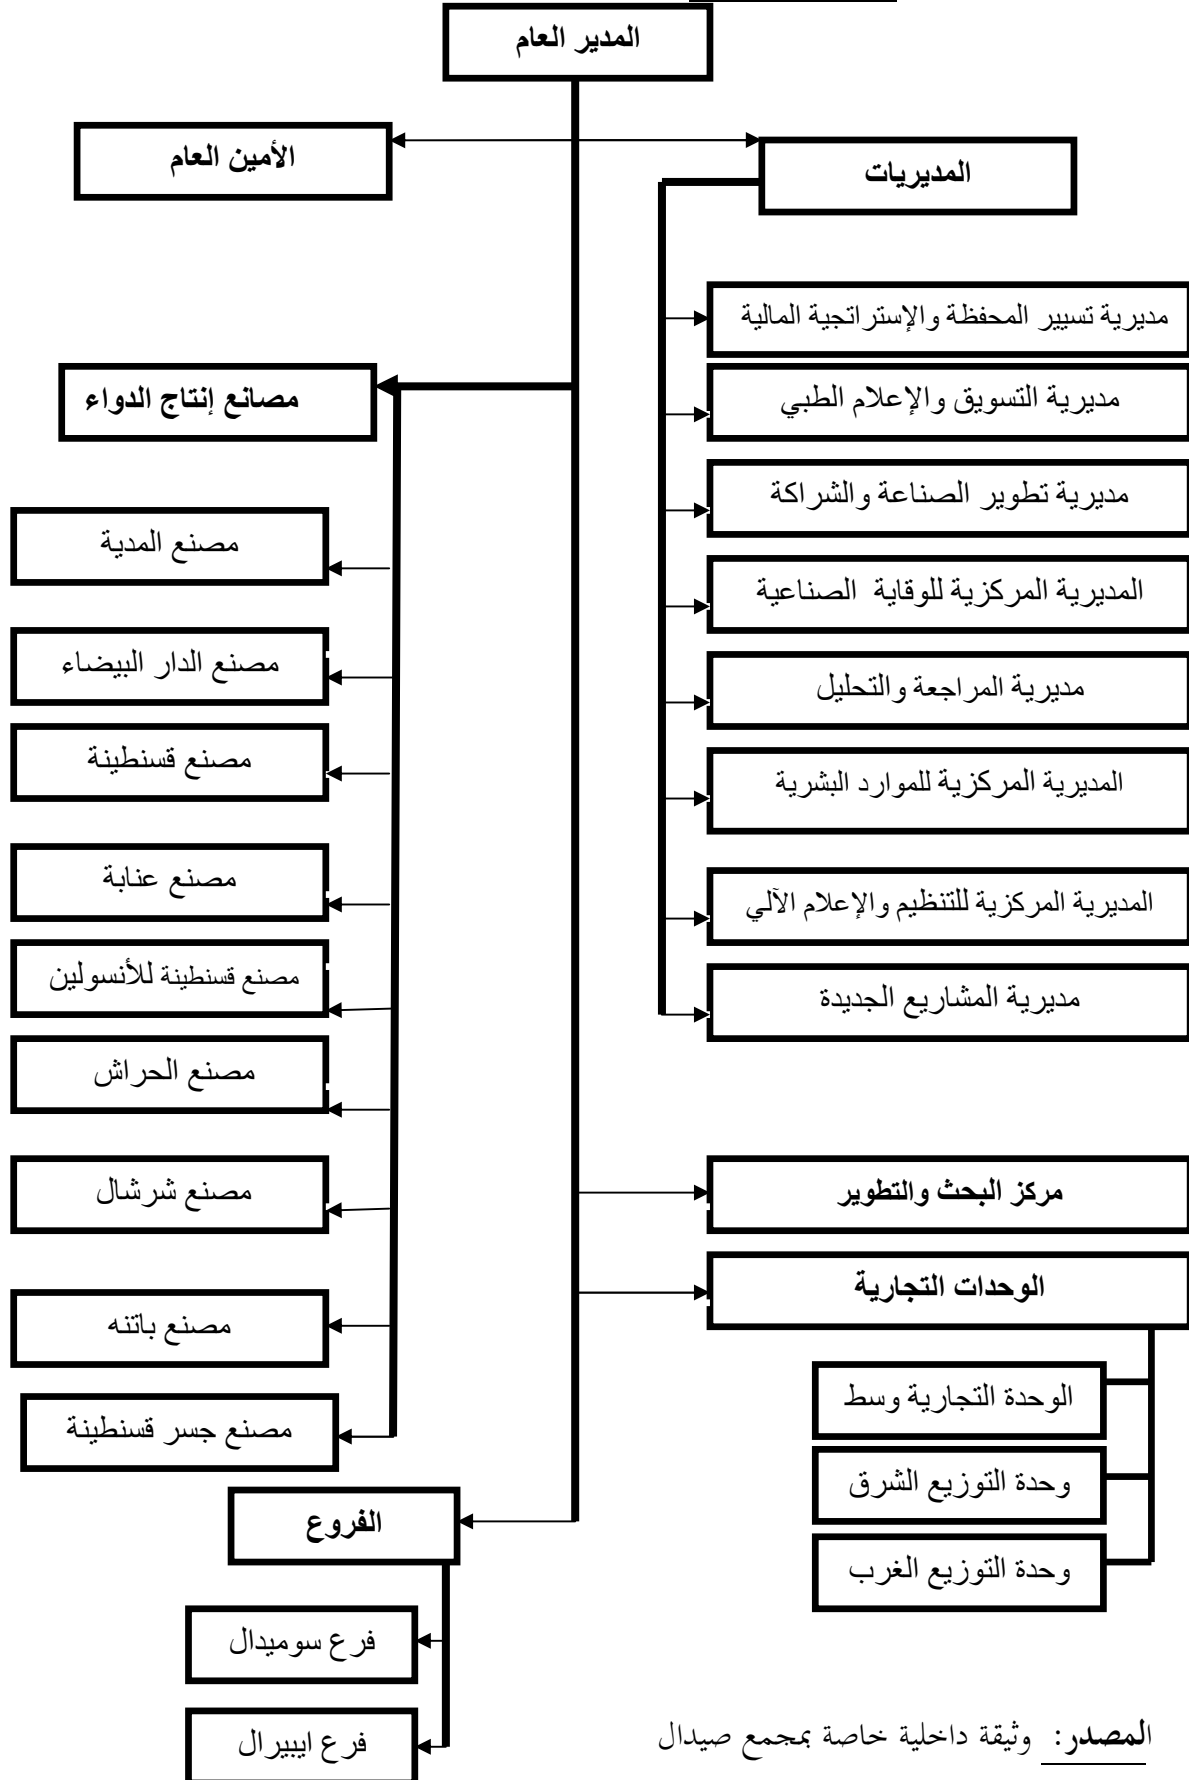 المدير العام
الأمين العام
المديريات
مديرية تسيير المحفظة والإستراتجية المالية
مديرية التسويق والإعلام الطبي
مديرية تطوير الصناعة والشراكة
المديرية المركزية للوقاية الصناعية
مديرية المراجعة والتحليل
المديرية المركزية للموارد البشرية
المديرية المركزية للتنظيم والإعلام الآلي
مديرية المشاريع الجديدة
مصانع إنتاج الدواء
مصنع المدية
مصنع الدار البيضاء
مصنع قسنطينة
مصنع عنابة
مصنع قسنطينة للأنسولين
مصنع الحراش
مصنع شرشال
مصنع باتنه
مصنع جسر قسنطينة
مركز البحث والتطوير
الوحدات التجارية
الوحدة التجارية وسط
وحدة التوزيع الشرق
وحدة التوزيع الغرب
الفروع
فرع سوميدال
فرع ايبيرال
المصدر: وثيقة داخلية خاصة بمجمع صيدال